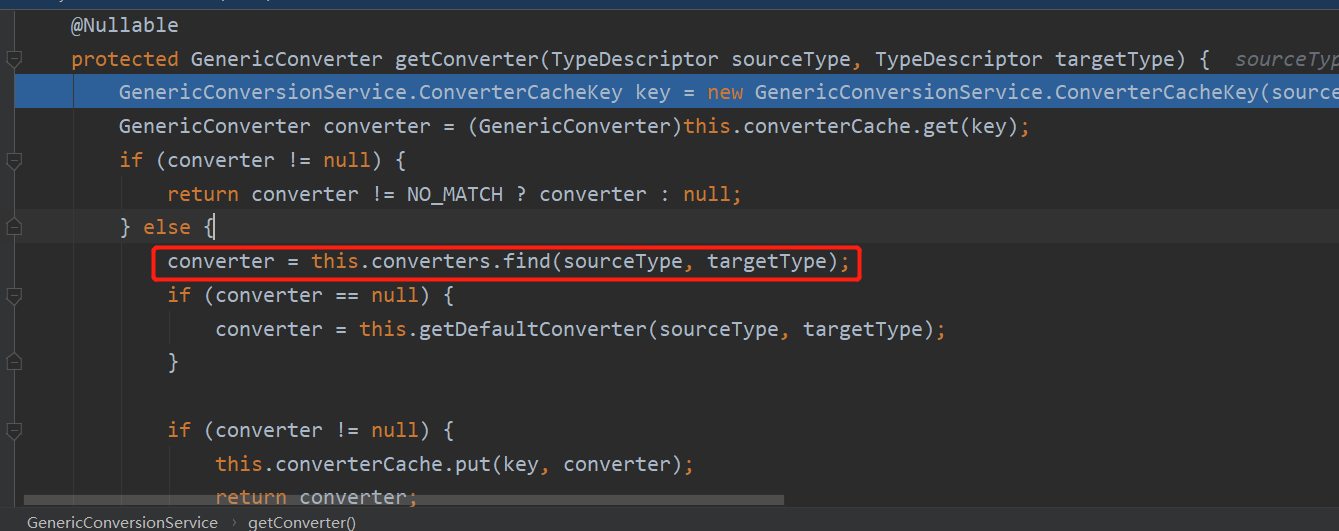 @Nullable
protected GenericConverter getConverter(TypeDescriptor sourceType, TypeDescriptor targetType) { sourceTyp
GenericConversionService.ConverterCacheKey key = new GenericConversionService.ConverterCacheKey(source
GenericConverter converter = (GenericConverter)this.converterCache.get(key);
if (converter != null) {
return converter != NO_MATCH ? converter : null;
} else {
converter = this.converters.find(sourceType, targetType);
if (converter == null) {
converter = this.getDefaultConverter(sourceType, targetType);
}
if (converter != null) {
this.converterCache.put(key, converter);
return converter;
GenericConversionService › getConverter()